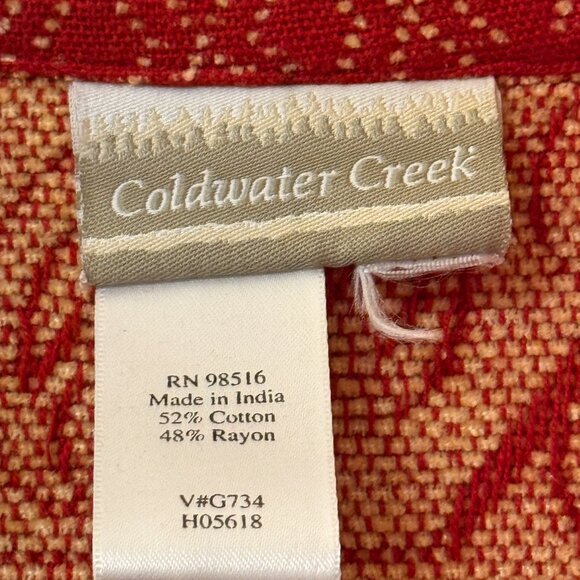 Coldwater Creek
RN 98516
Made in India
52% Cotton
48% Rayon
V#G734
H05618